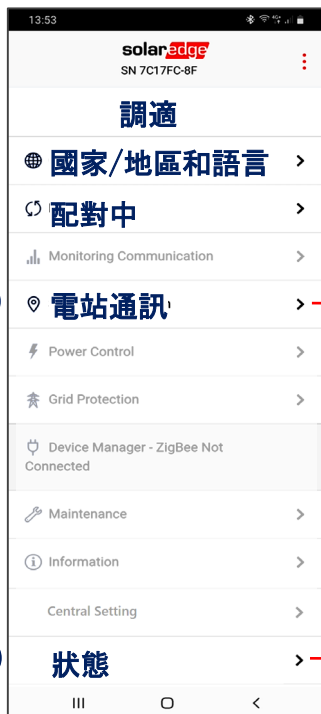 13:53
solaredge
SN 7C17FC-8F
調適
國家/地區和語言
配對中
Monitoring Communication
電站通訊
Power Control
Grid Protection
Device Manager - ZigBee Not
Connected
Maintenance
Information
Central Setting
狀態